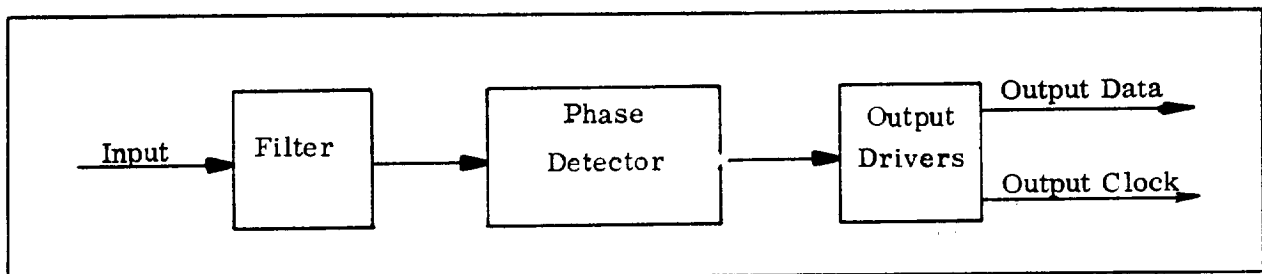 Input
Filter
Phase
Detector
Output
Drivers
Output Data
Output Clock